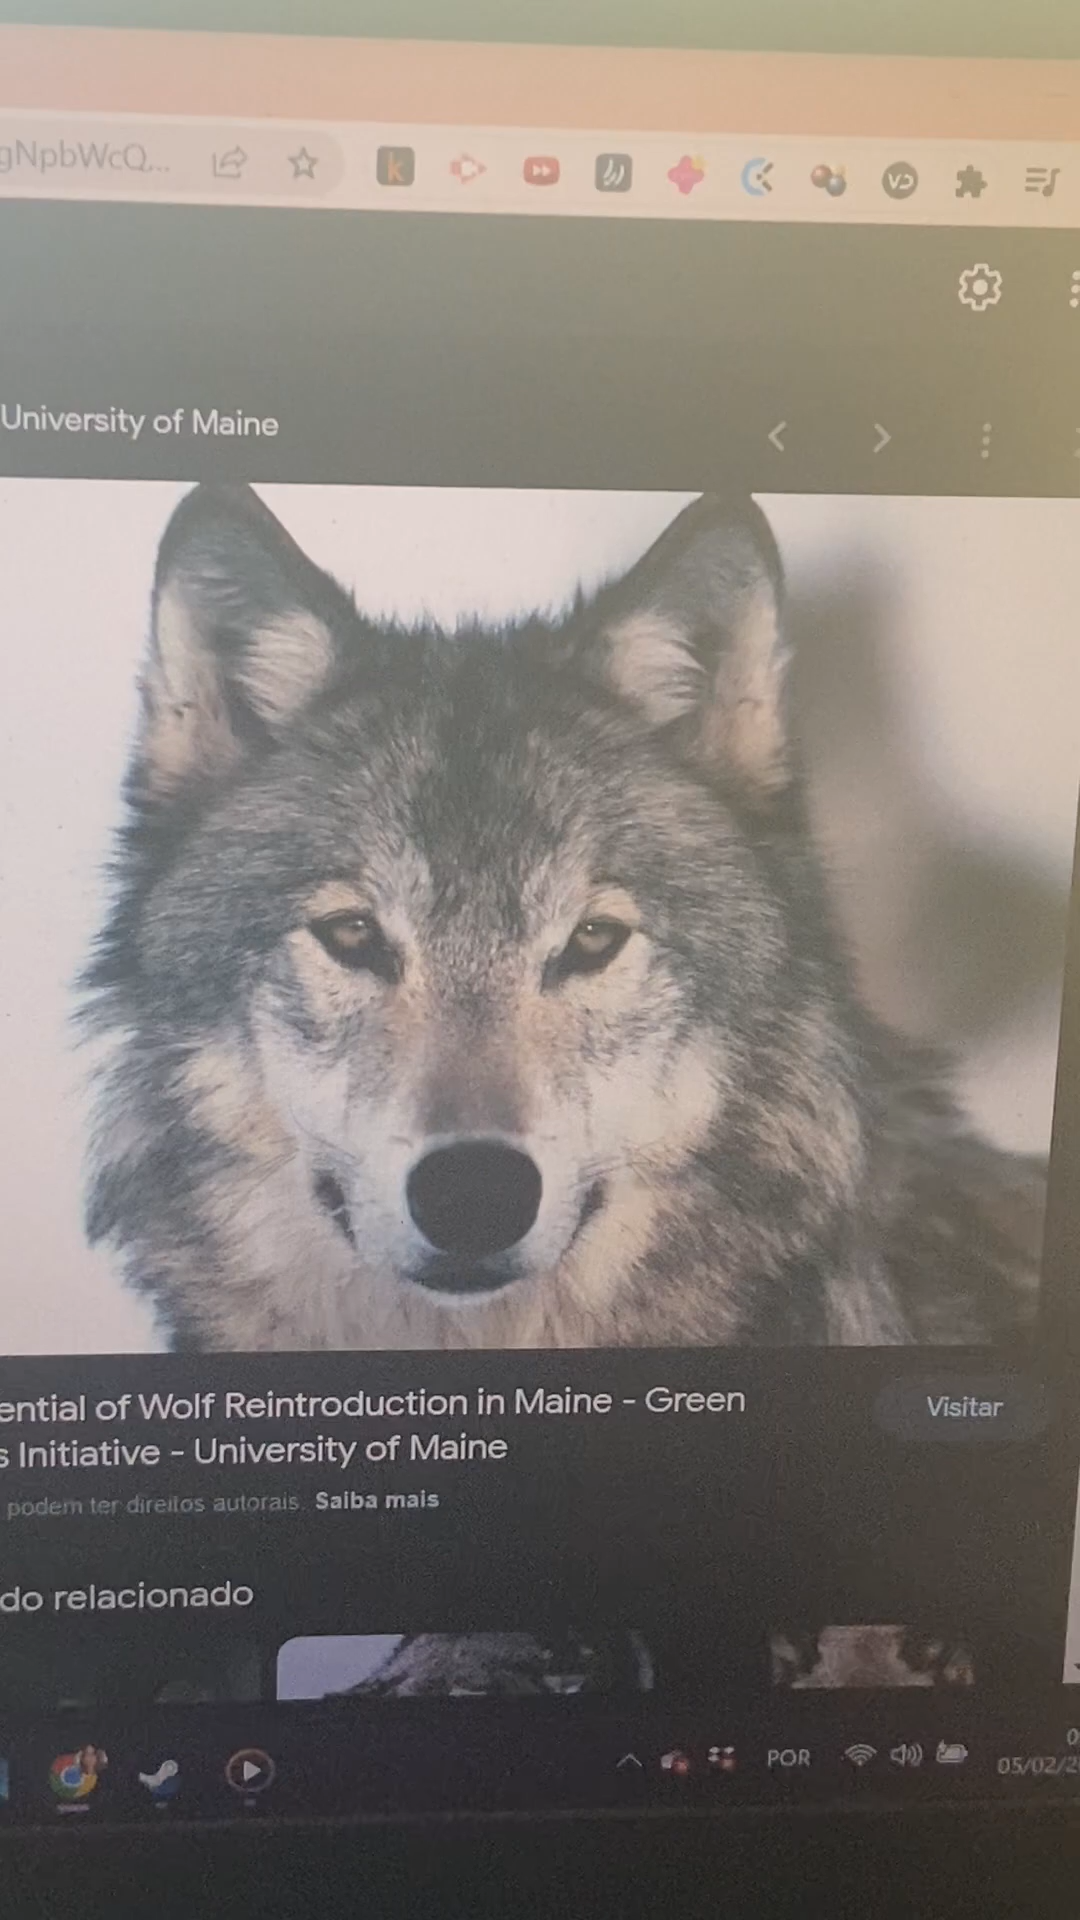 gNpbWcQ...
University of Maine
ential of Wolf Reintroduction in Maine - Green
s Initiative - University of Maine
Visitar
podem ter direitos autorais. Saiba mais
do relacionado
POR
05/02/2